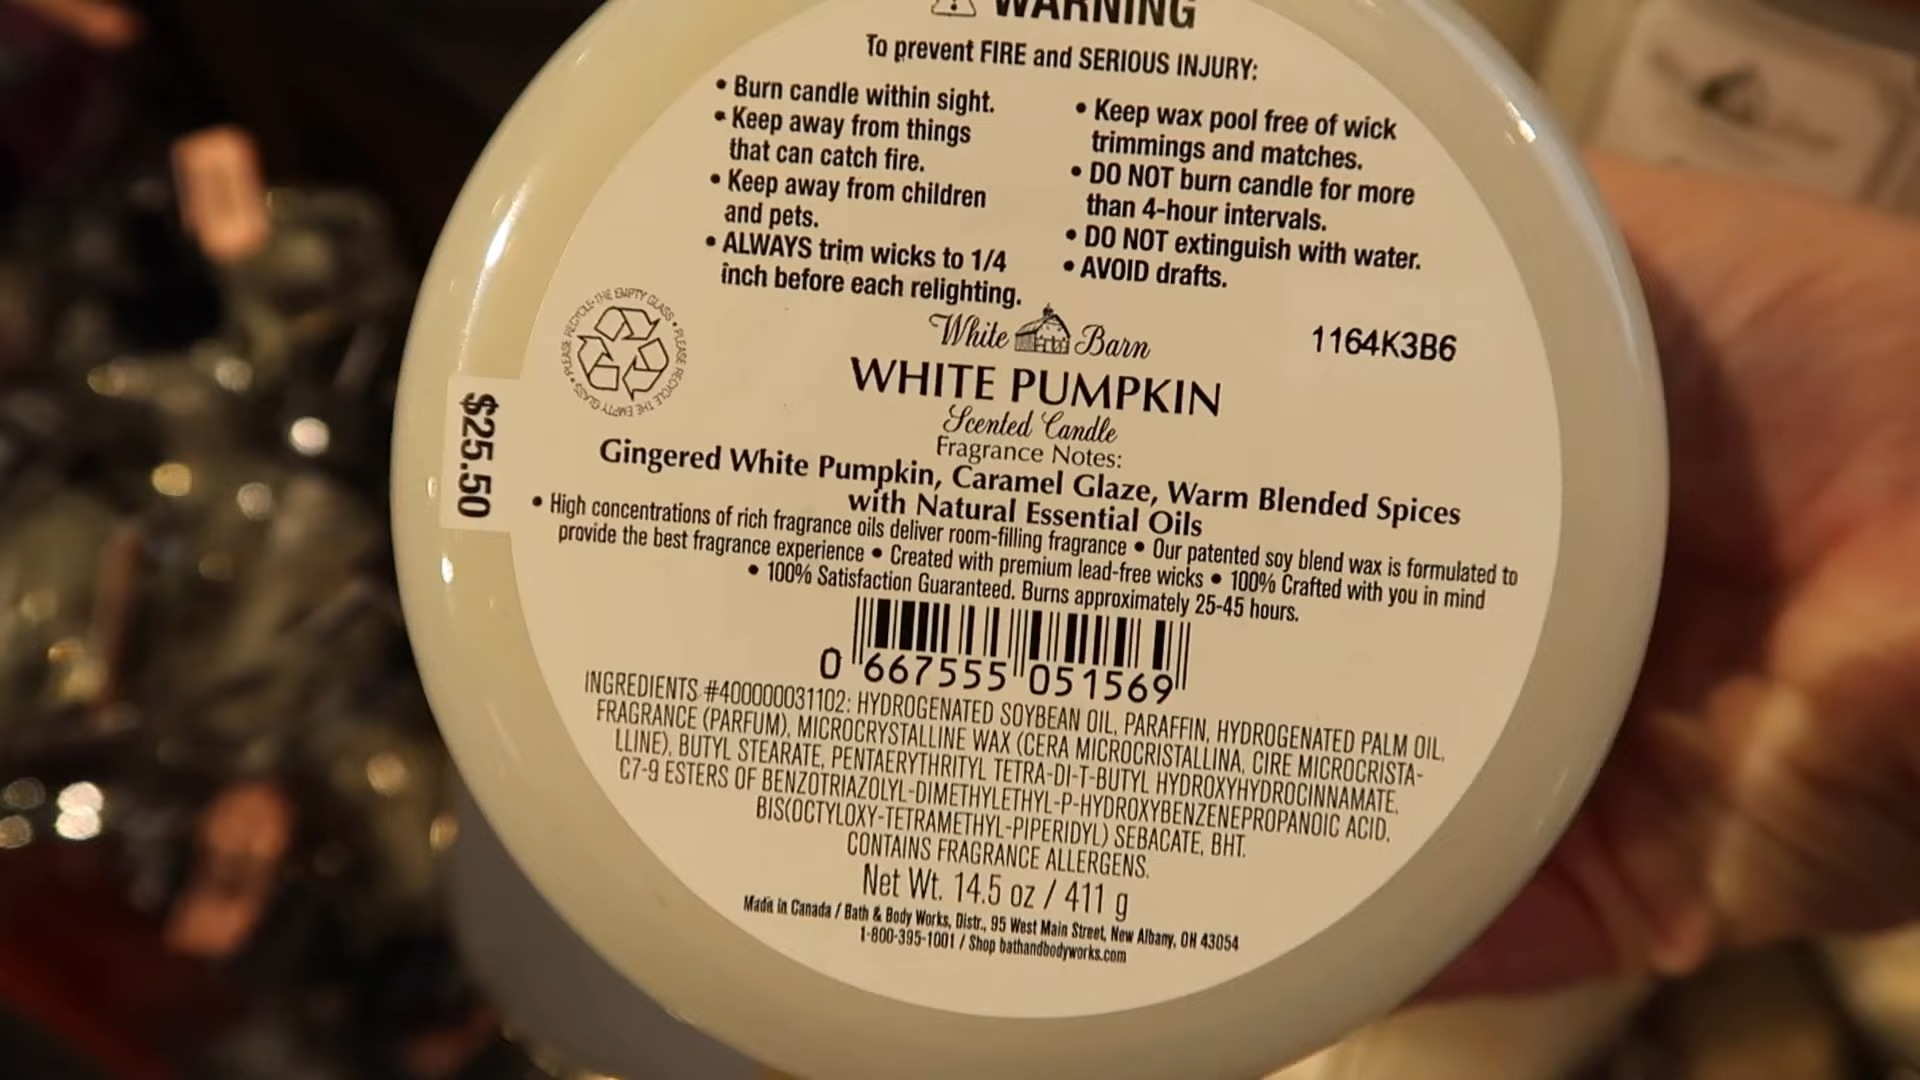 WARNING
To prevent FIRE and SERIOUS INJURY:
• Burn candle within sight.
• Keep away from things
that can catch fire.
• Keep away from children
and pets.
• ALWAYS trim wicks to 1/4
inch before each relighting.
• Keep wax pool free of wick
trimmings and matches.
• DO NOT burn candle for more
than 4-hour intervals.
• DO NOT extinguish with water.
• AVOID drafts.
PLEASE RECYCLE THE EMPTY GLASS • PLEASE RECYCLE THE EMPTY GLASS •
White Barn
1164K3B6
WHITE PUMPKIN
Scented Candle
Fragrance Notes:
Gingered White Pumpkin, Caramel Glaze, Warm Blended Spices
with Natural Essential Oils
• High concentrations of rich fragrance oils deliver room-filling fragrance • Our patented soy blend wax is formulated to
provide the best fragrance experience • Created with premium lead-free wicks • 100% Crafted with you in mind
• 100% Satisfaction Guaranteed. Burns approximately 25-45 hours.
$25.50
0 667555 051569
INGREDIENTS #400000031102: HYDROGENATED SOYBEAN OIL, PARAFFIN, HYDROGENATED PALM OIL,
FRAGRANCE (PARFUM), MICROCRYSTALLINE WAX (CERA MICROCRISTALLINA, CIRE MICROCRISTA-
LLINE), BUTYL STEARATE, PENTAERYTHRITYL TETRA-DI-T-BUTYL HYDROXYHYDROCINNAMATE,
C7-9 ESTERS OF BENZOTRIAZOLYL-DIMETHYLETHYL-P-HYDROXYBENZENEPROPANOIC ACID,
BIS(OCTYLOXY-TETRAMETHYL-PIPERIDYL) SEBACATE, BHT.
CONTAINS FRAGRANCE ALLERGENS.
Net Wt. 14.5 oz / 411 g
Made in Canada / Bath & Body Works, Distr., 95 West Main Street, New Albany, OH 43054
1-800-395-1001 / Shop bathandbodyworks.com